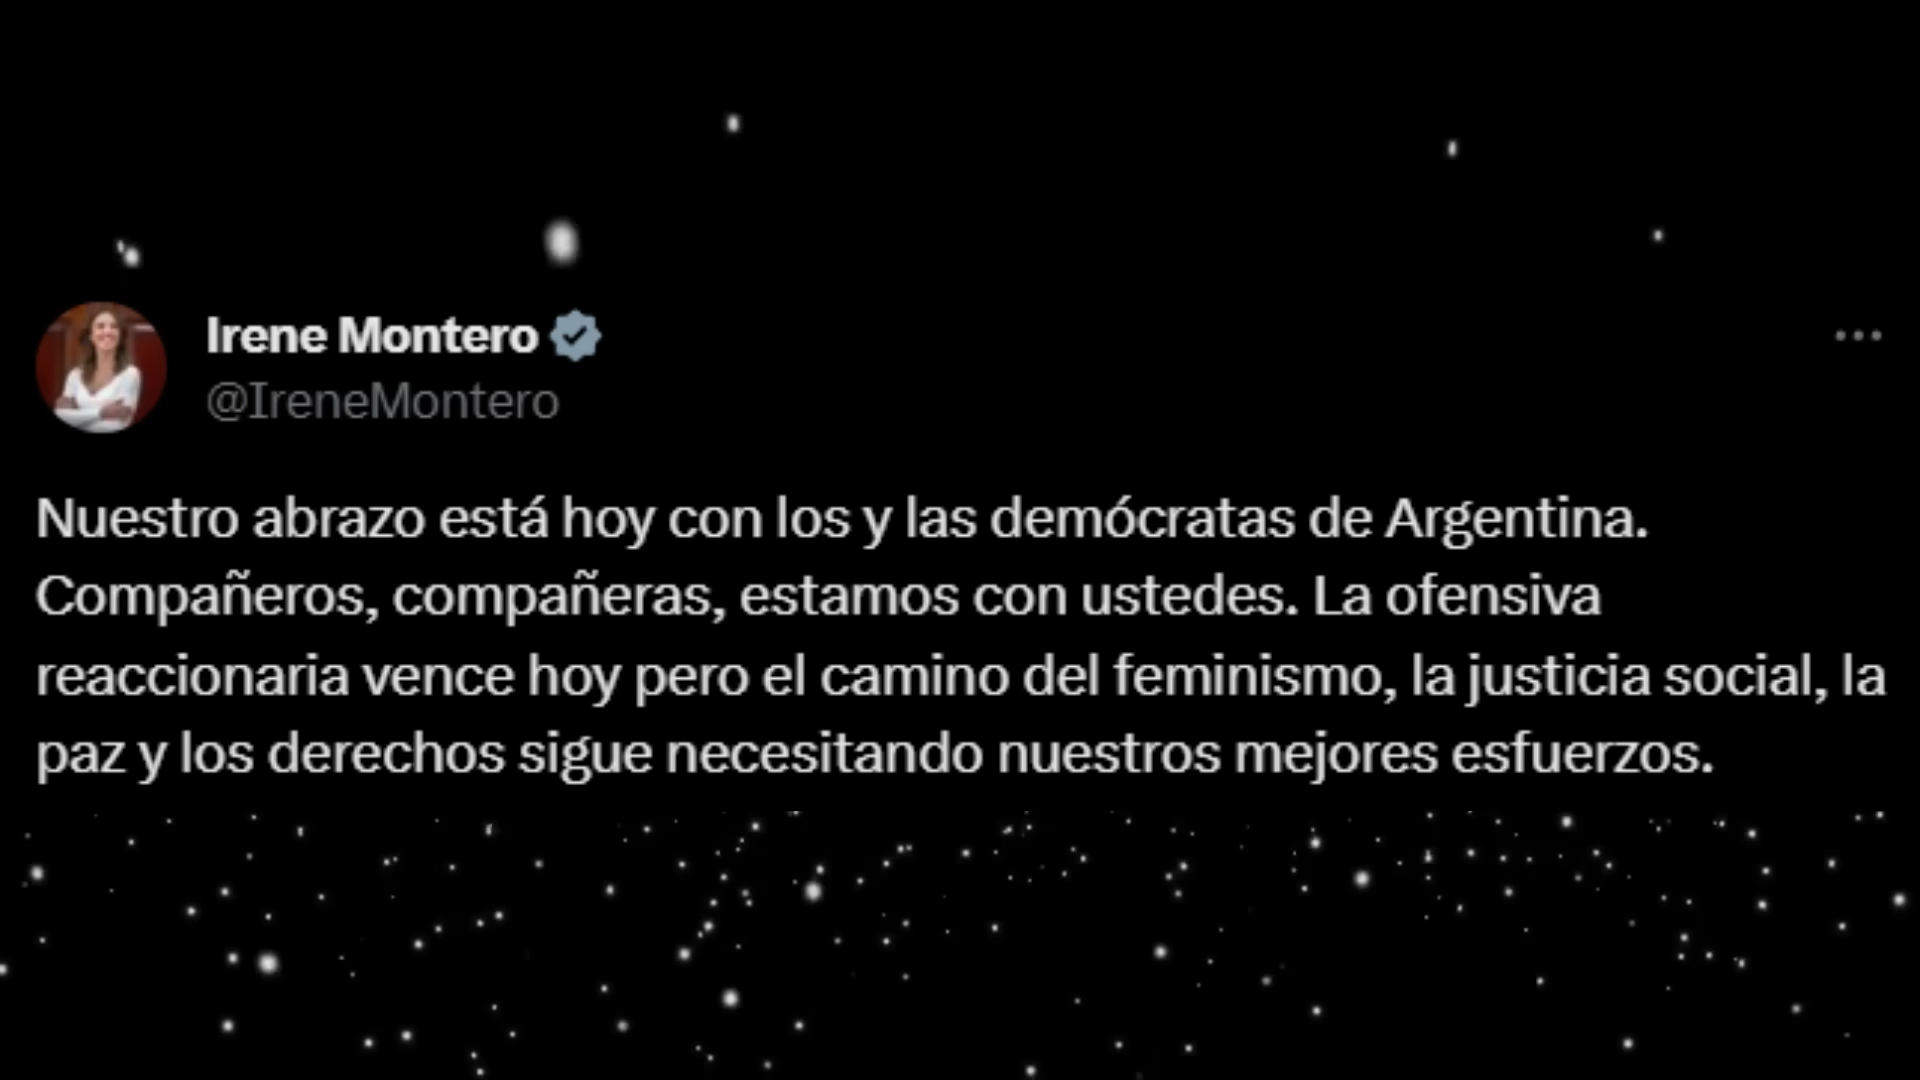 Irene Montero
@IreneMontero
Nuestro abrazo está hoy con los y las demócratas de Argentina.
Compañeros, compañeras, estamos con ustedes. La ofensiva
reaccionaria vence hoy pero el camino del feminismo, la justicia social, la
paz y los derechos sigue necesitando nuestros mejores esfuerzos.